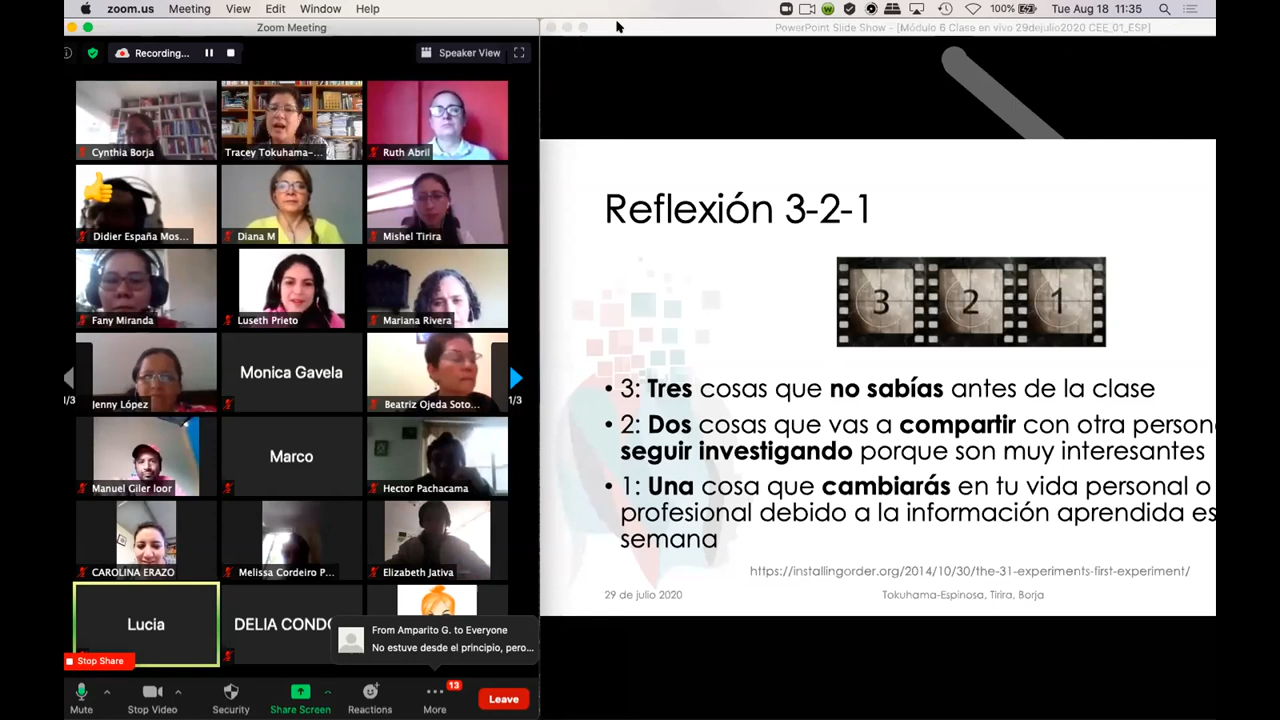 zoom.us Meeting View Edit Window Help
100% Tue Aug 18 11:35
Zoom Meeting
PowerPoint Slide Show - [Módulo 6 Clase en vivo 29dejulio2020 CEE_01_ESP]
Recording...
Speaker View
Cynthia Borja
Tracey Tokuhama-...
Ruth Abril
Didier España Mos...
Diana M
Mishel Tirira
Fany Miranda
Luseth Prieto
Mariana Rivera
Jenny López
Monica Gavela
Beatriz Ojeda Soto...
1/3
1/3
Manuel Giler loor
Marco
Hector Pachacama
CAROLINA ERAZO
Melissa Cordeiro P...
Elizabeth Jativa
Lucia
DELIA CONDO
From Amparito G. to Everyone
No estuve desde el principio, pero...
Stop Share
Mute
Stop Video
Security
Share Screen
Reactions
13
More
Leave
Reflexión 3-2-1
3 2 1
• 3: Tres cosas que no sabías antes de la clase
• 2: Dos cosas que vas a compartir con otra person
seguir investigando porque son muy interesantes
• 1: Una cosa que cambiarás en tu vida personal o
profesional debido a la información aprendida es
semana
https://installingorder.org/2014/10/30/the-31-experiments-first-experiment/
29 de julio 2020
Tokuhama-Espinosa, Tirira, Borja